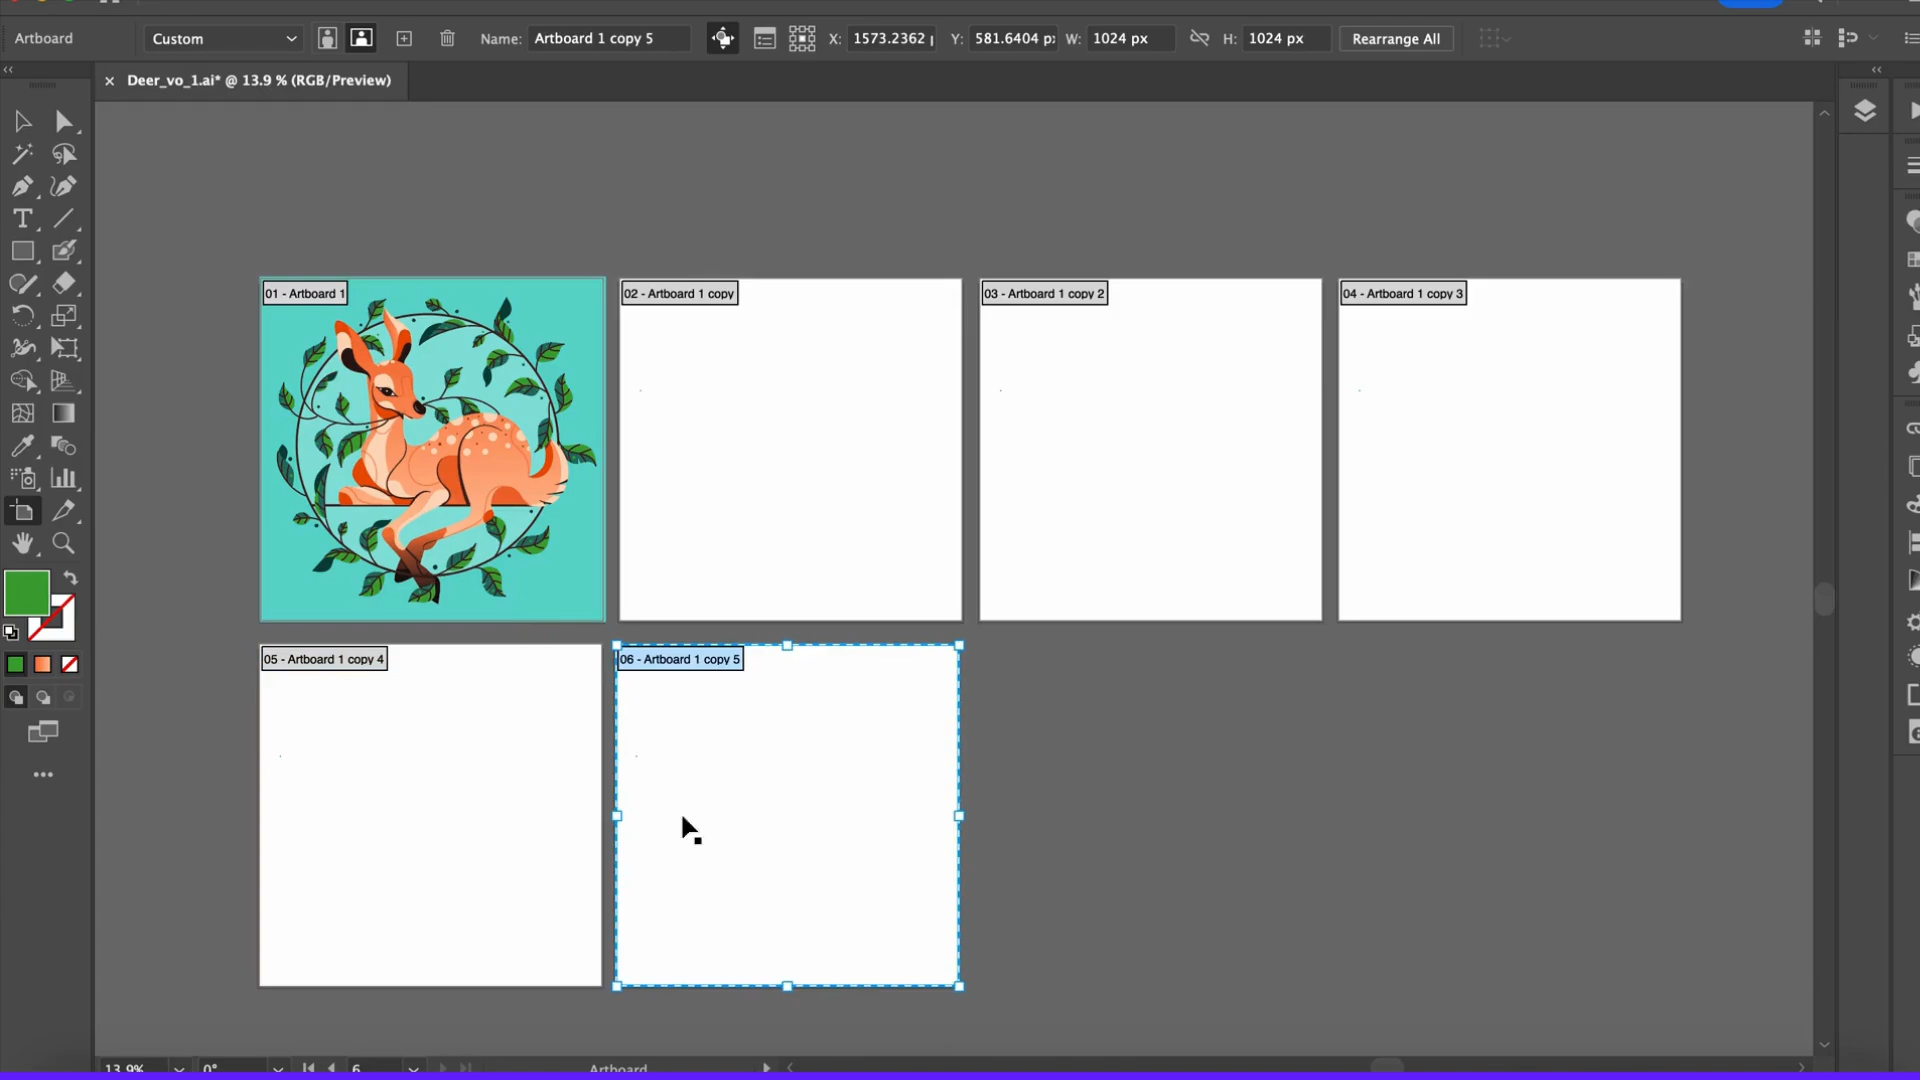 Artboard
Custom
Name:
Artboard 1 copy 5
X:
1573.2362 p
Y:
581.6404 p
W:
1024 px
H:
1024 px
Rearrange All
Deer_vo_1.ai* @ 13.9 % (RGB/Preview)
01 - Artboard 1
02 - Artboard 1 copy
03 - Artboard 1 copy 2
04 - Artboard 1 copy 3
05 - Artboard 1 copy 4
06 - Artboard 1 copy 5
13.9%
0°
6
Artboard